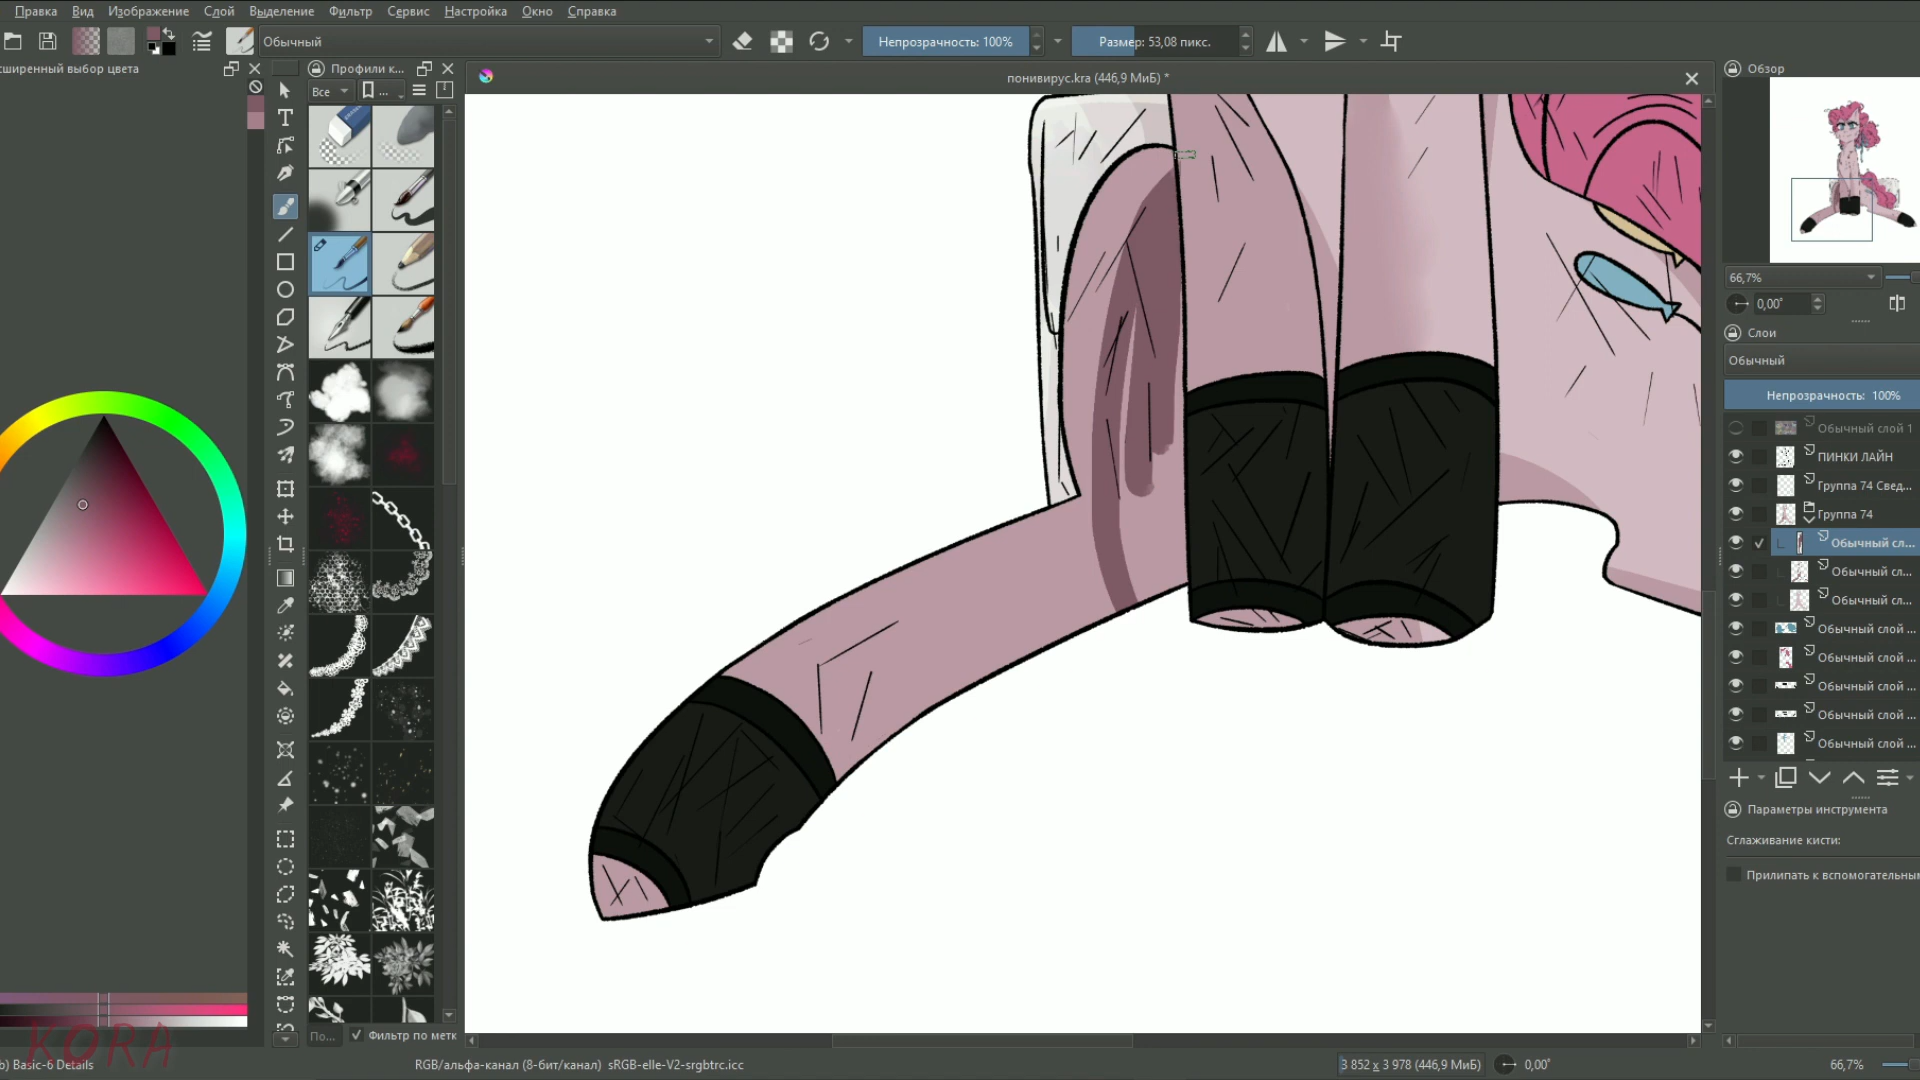 Правка Вид Изображение Слой Выделение Фильтр Сервис Настройка Окно Справка
Обычный
Непрозрачность: 100%
Размер: 53,08 пикс.
сширенный выбор цвета
Профили к...
понивирус.kra (446,9 МиБ) *
Обзор
Все
...
66,7%
0,00°
Слои
Обычный
Непрозрачность: 100%
Обычный слой 1
ПИНКИ ЛАЙН
Группа 74 Свед...
Группа 74
Обычный сл...
Обычный сл...
Обычный сл...
Обычный слой ...
Обычный слой ...
Обычный слой ...
Обычный слой ...
Обычный слой ...
Параметры инструмента
Сглаживание кисти:
Прилипать к вспомогательным
По...
Фильтр по метк
KORA
b) Basic-6 Details
RGB/альфа-канал (8-бит/канал) sRGB-elle-V2-srgbtrc.icc
3 852 x 3 978 (446,9 МиБ)
0,00°
66,7%